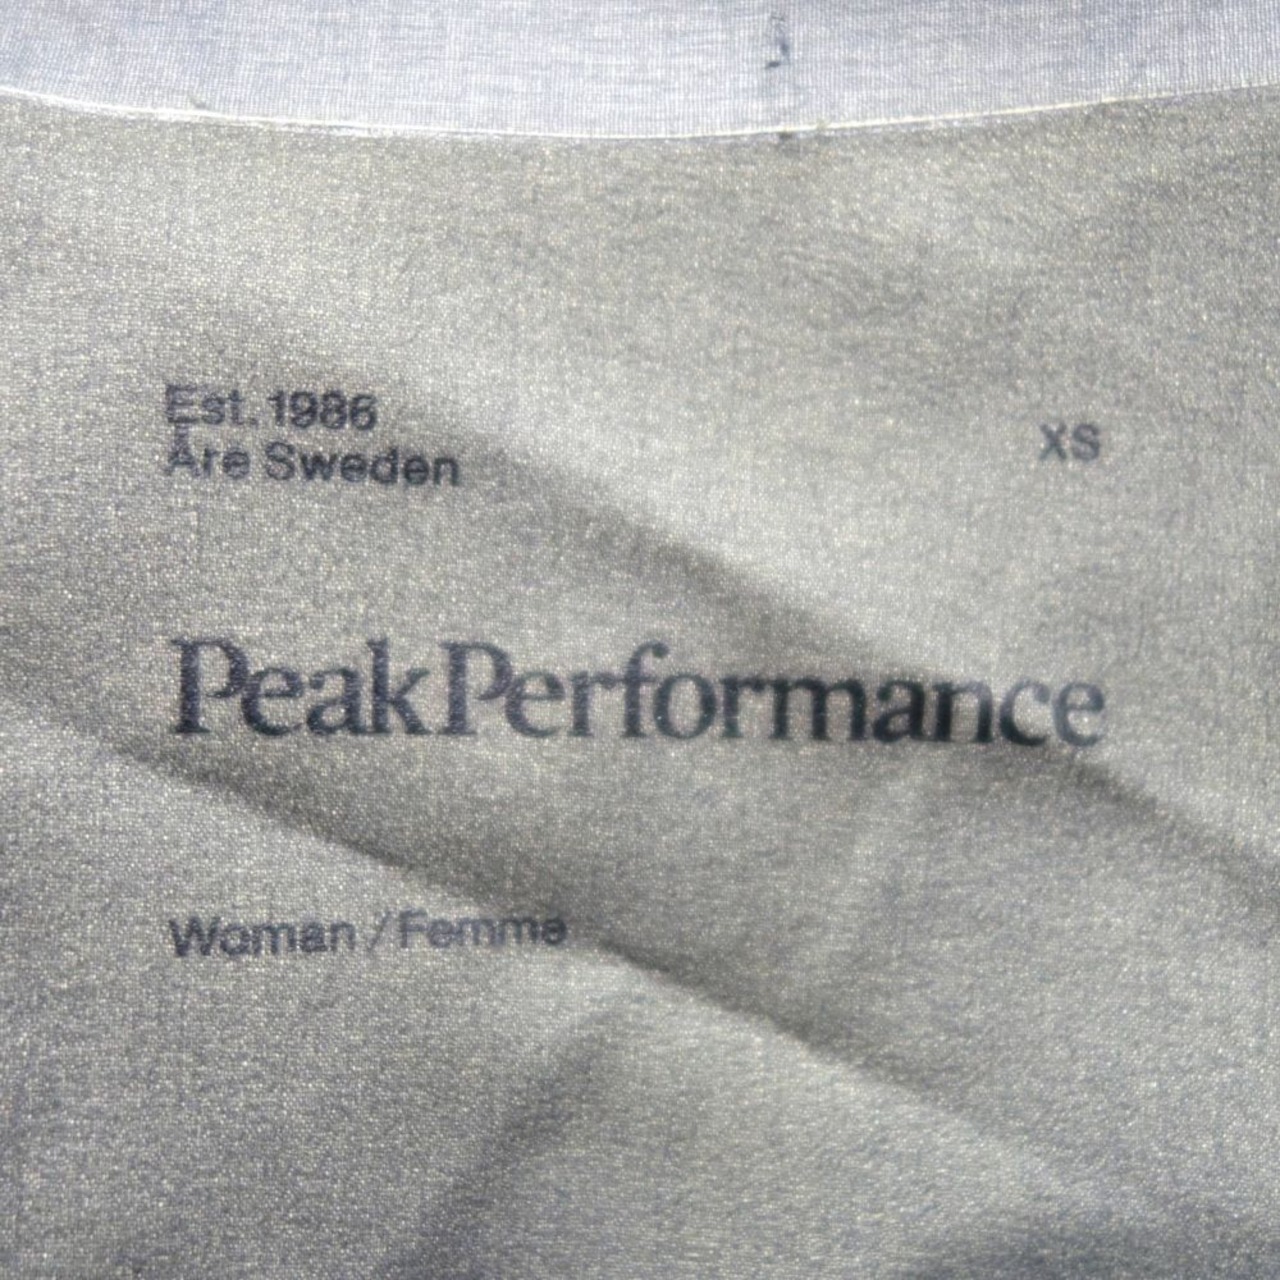 Est. 1986
Åre Sweden
XS
PeakPerformance
Woman / Femme